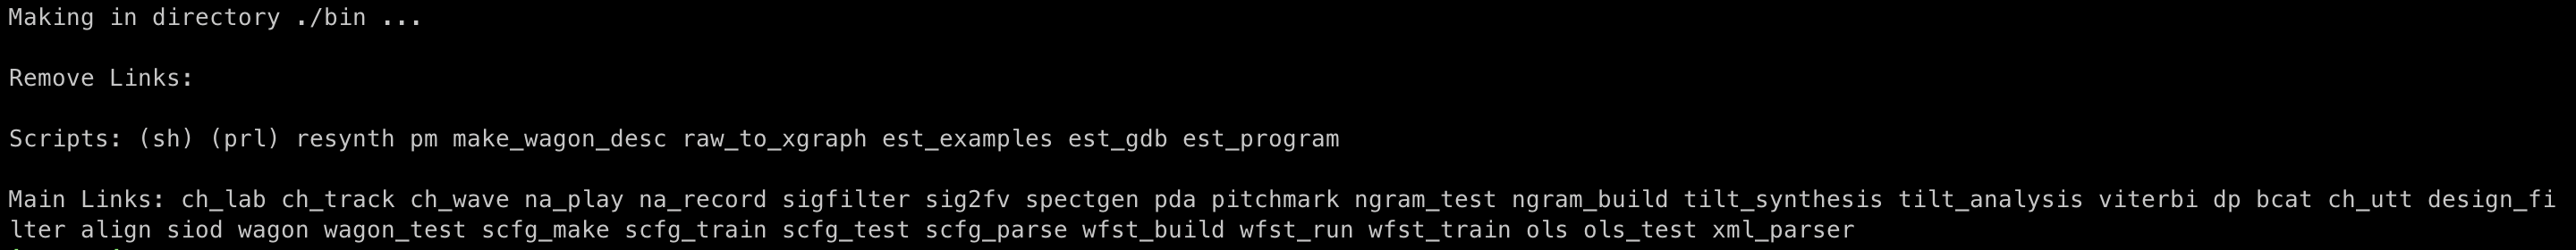 Making in directory ./bin ...
Remove Links:
Scripts: (sh) (prl) resynth pm make_wagon_desc raw_to_xgraph est_examples est_gdb est_program
Main Links: ch_lab ch_track ch_wave na_play na_record sigfilter sig2fv spectgen pda pitchmark ngram_test ngram_build tilt_synthesis tilt_analysis viterbi dp bcat ch_utt design_fi
lter align siod wagon wagon_test scfg_make scfg_train scfg_test scfg_parse wfst_build wfst_run wfst_train ols ols_test xml_parser